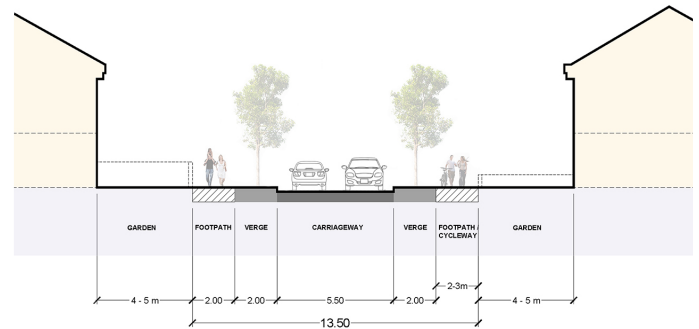 GARDEN
FOOTPATH
VERGE
CARRIAGEWAY
VERGE
FOOTPATH /
CYCLEWAY
GARDEN
2-3m
4 - 5 m
2.00
2.00
5.50
2.00
4 - 5 m
13.50